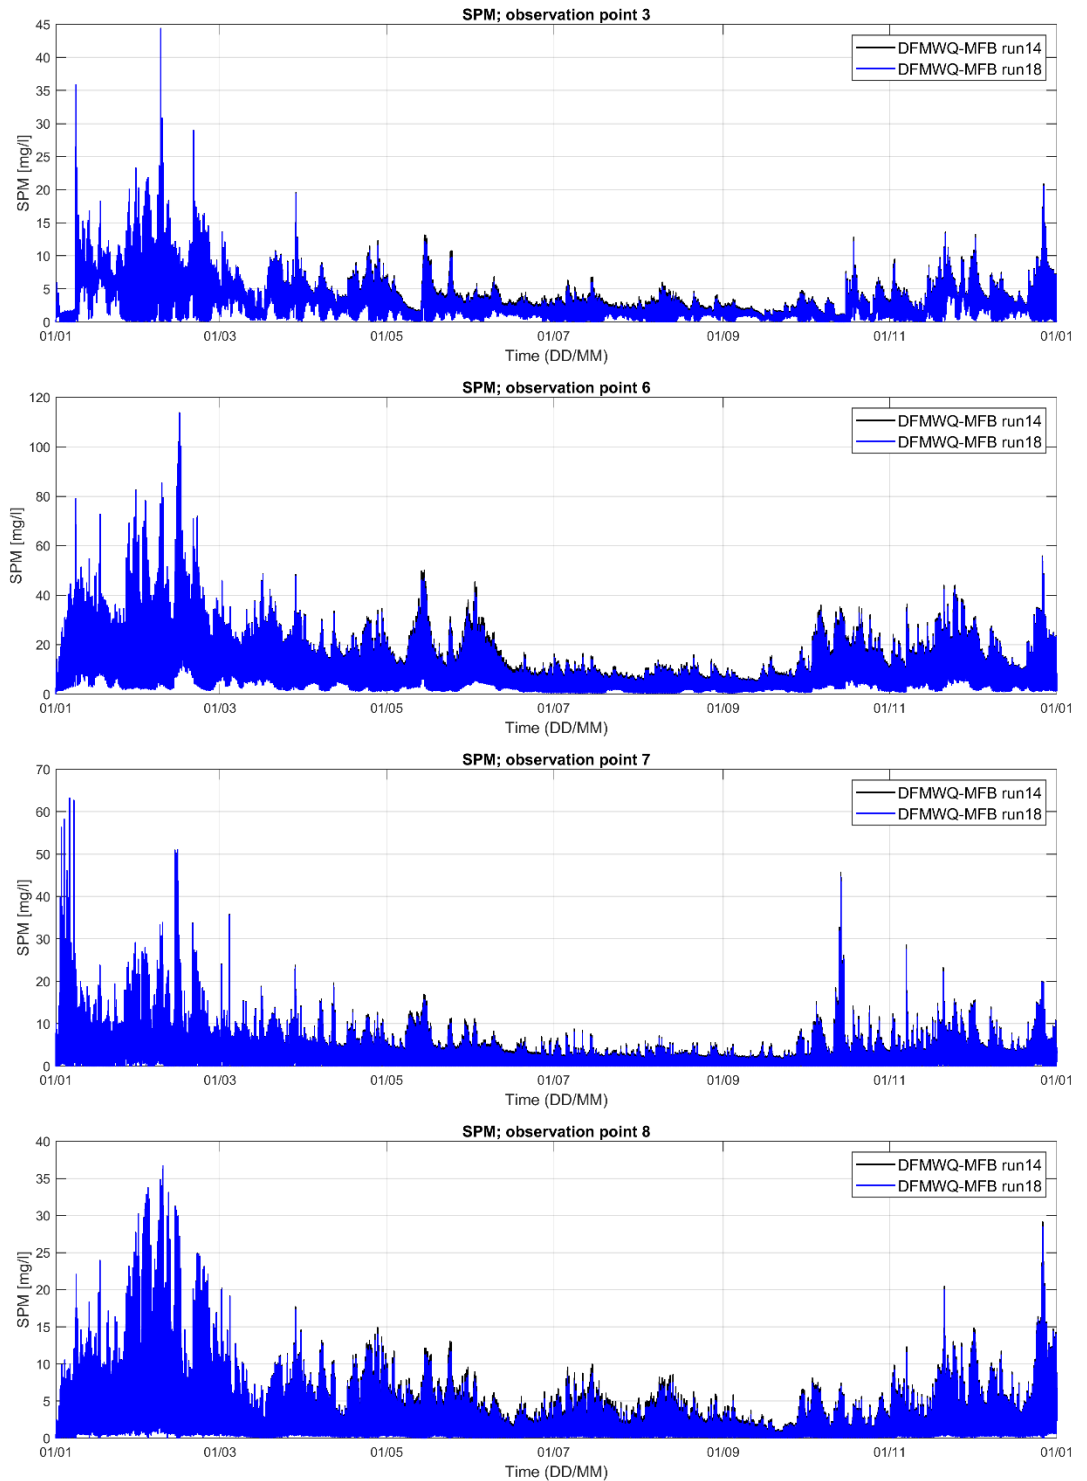 SPM; observation point 3
45
40
35
30
25
20
15
10
5
0
SPM [mg/l]
DFMWQ-MFB run14
DFMWQ-MFB run18
01/01 01/03 01/05 01/07 01/09 01/11 01/01
Time (DD/MM)
SPM; observation point 6
120
100
80
60
40
20
0
SPM [mg/l]
DFMWQ-MFB run14
DFMWQ-MFB run18
01/01 01/03 01/05 01/07 01/09 01/11 01/01
Time (DD/MM)
SPM; observation point 7
70
60
50
40
30
20
10
0
SPM [mg/l]
DFMWQ-MFB run14
DFMWQ-MFB run18
01/01 01/03 01/05 01/07 01/09 01/11 01/01
Time (DD/MM)
SPM; observation point 8
40
35
30
25
20
15
10
5
0
SPM [mg/l]
DFMWQ-MFB run14
DFMWQ-MFB run18
01/01 01/03 01/05 01/07 01/09 01/11 01/01
Time (DD/MM)